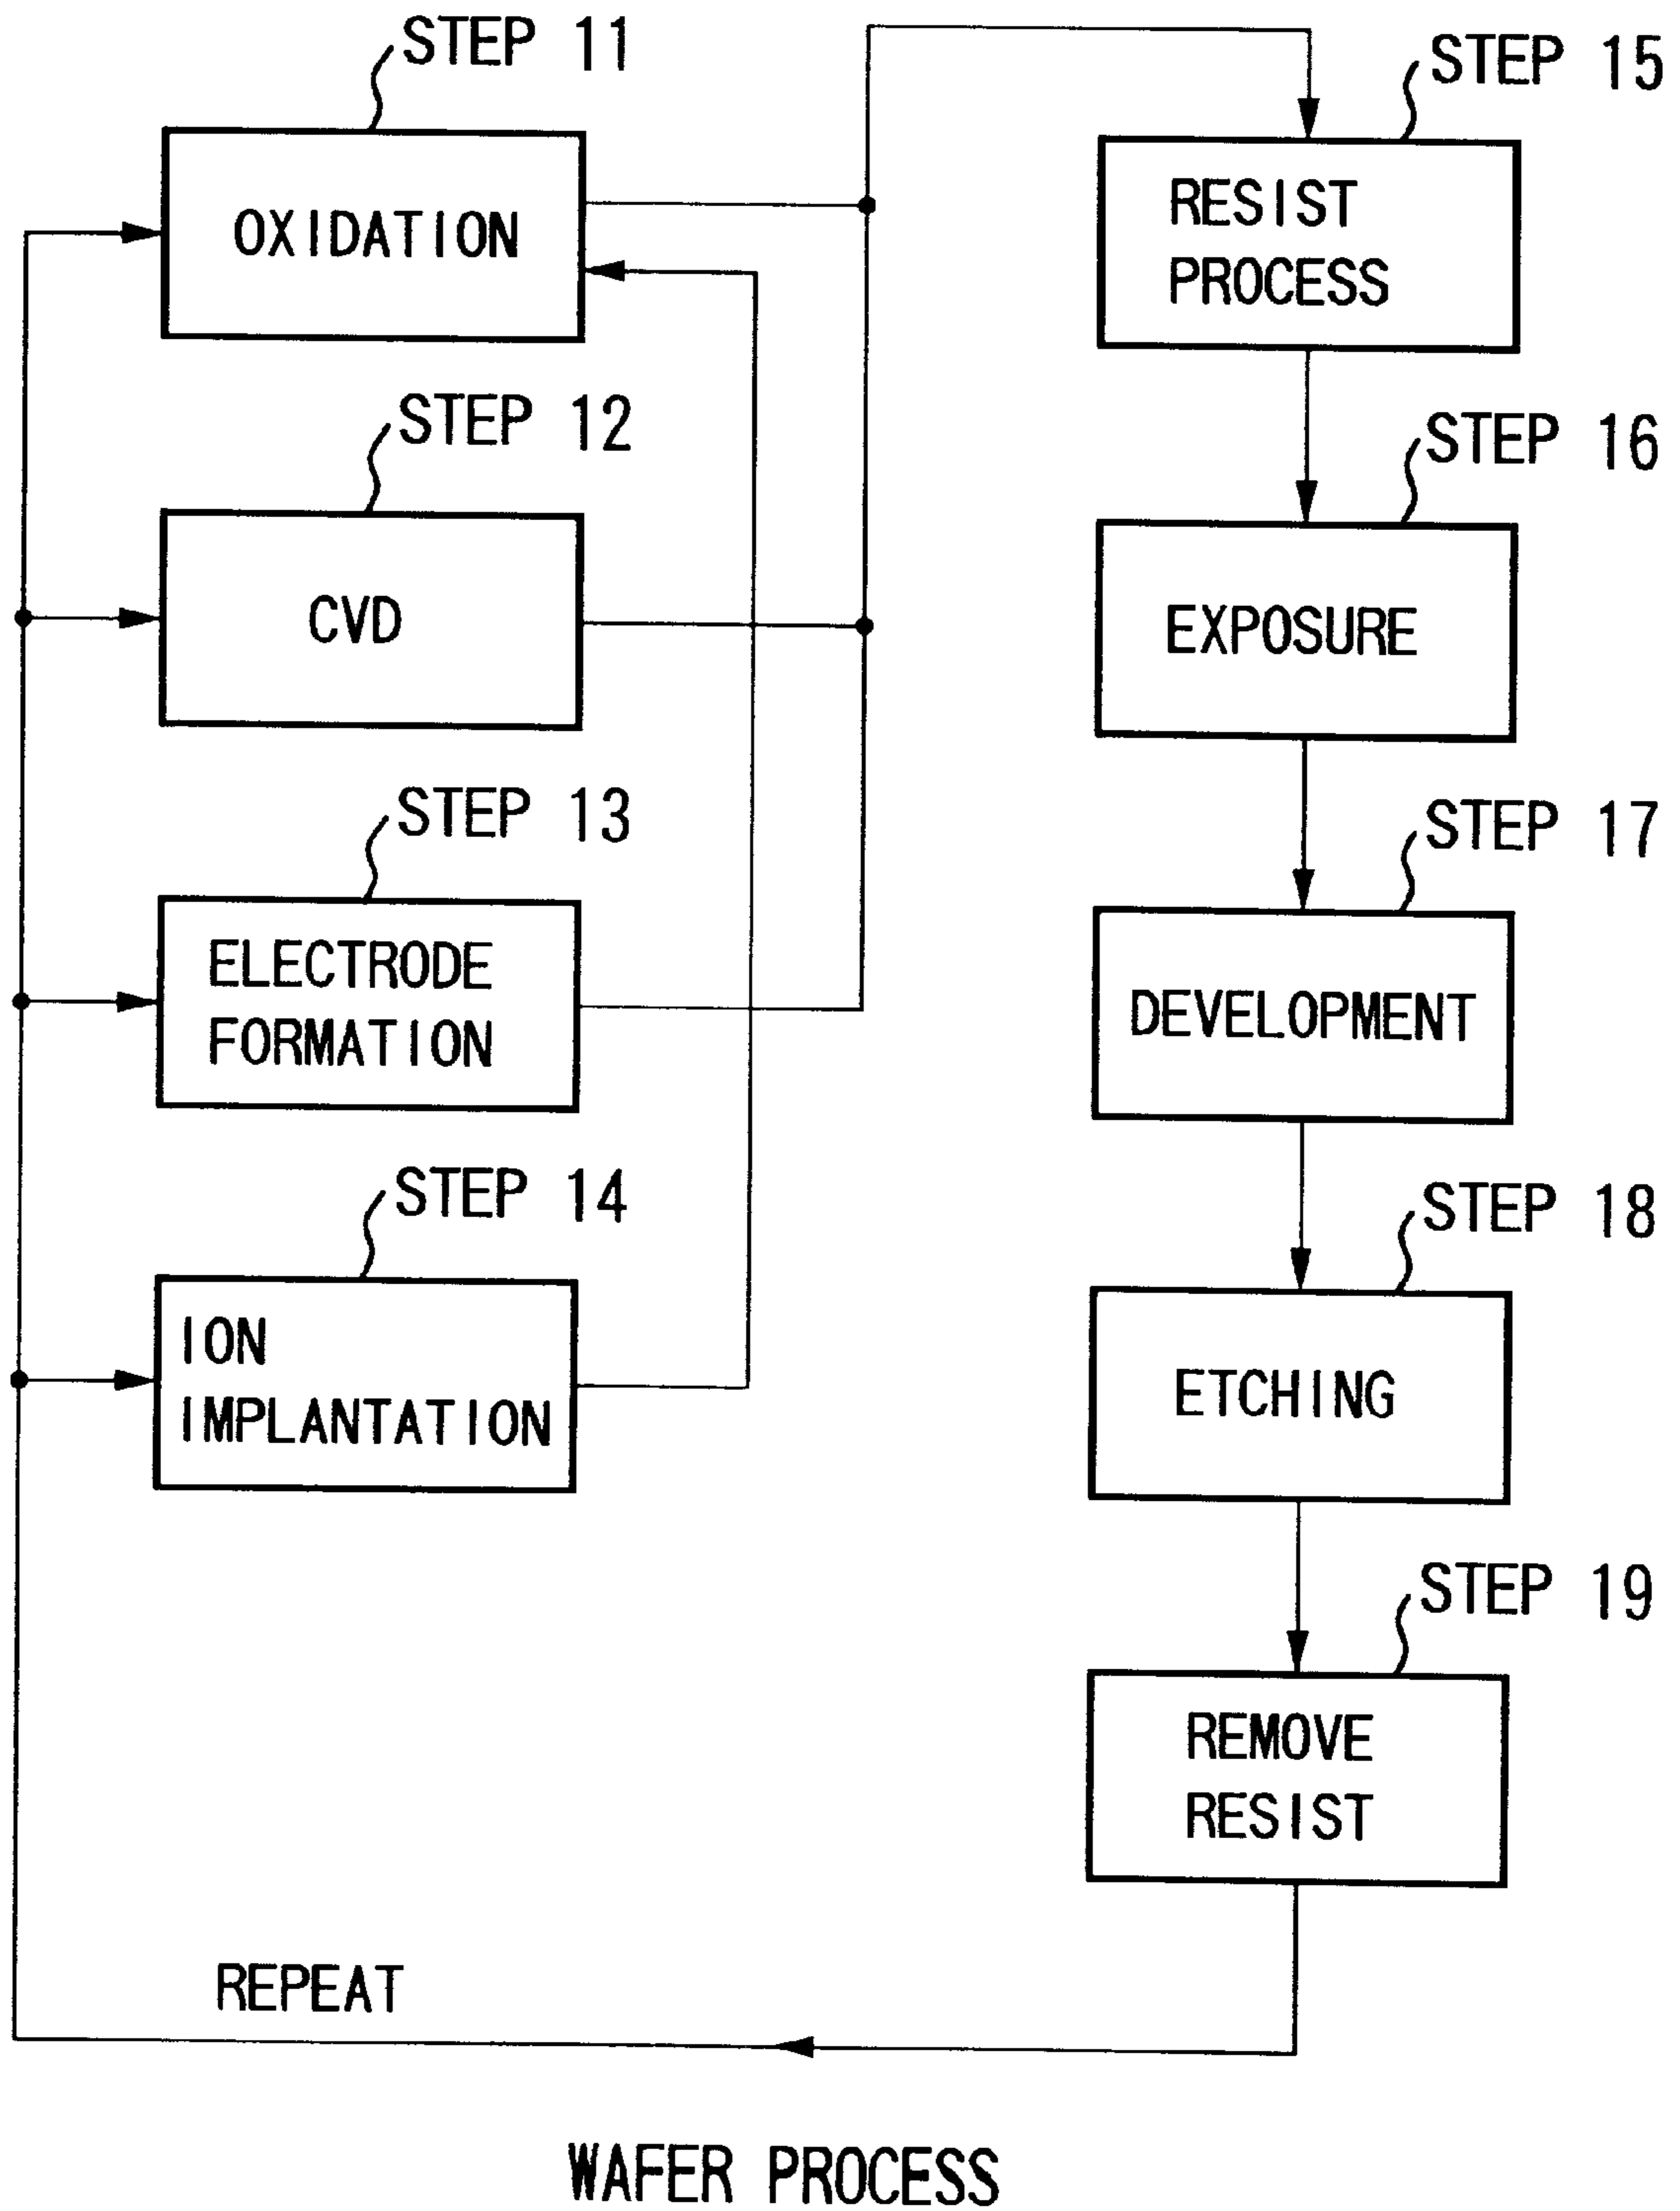 STEP 11
OXIDATION
STEP 12
CVD
STEP 13
ELECTRODE
FORMATION
STEP 14
ION
IMPLANTATION
STEP 15
RESIST
PROCESS
STEP 16
EXPOSURE
STEP 17
DEVELOPMENT
STEP 18
ETCHING
STEP 19
REMOVE
RESIST
REPEAT
WAFER PROCESS